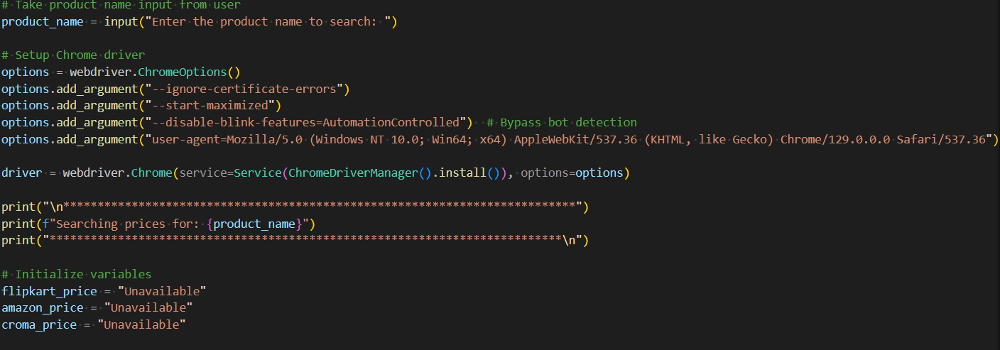 # Take product name input from user
product_name = input("Enter the product name to search: ")
# Setup Chrome driver
options = webdriver.ChromeOptions()
options.add_argument("--ignore-certificate-errors")
options.add_argument("--start-maximized")
options.add_argument("--disable-blink-features=AutomationControlled")  # Bypass bot detection
options.add_argument("user-agent=Mozilla/5.0 (Windows NT 10.0; Win64; x64) AppleWebKit/537.36 (KHTML, like Gecko) Chrome/129.0.0.0 Safari/537.36")
driver = webdriver.Chrome(service=Service(ChromeDriverManager().install()), options=options)
print("\n***************************************************************************")
print(f"Searching prices for: {product_name}")
print("***************************************************************************\n")
# Initialize variables
flipkart_price = "Unavailable"
amazon_price = "Unavailable"
croma_price = "Unavailable"